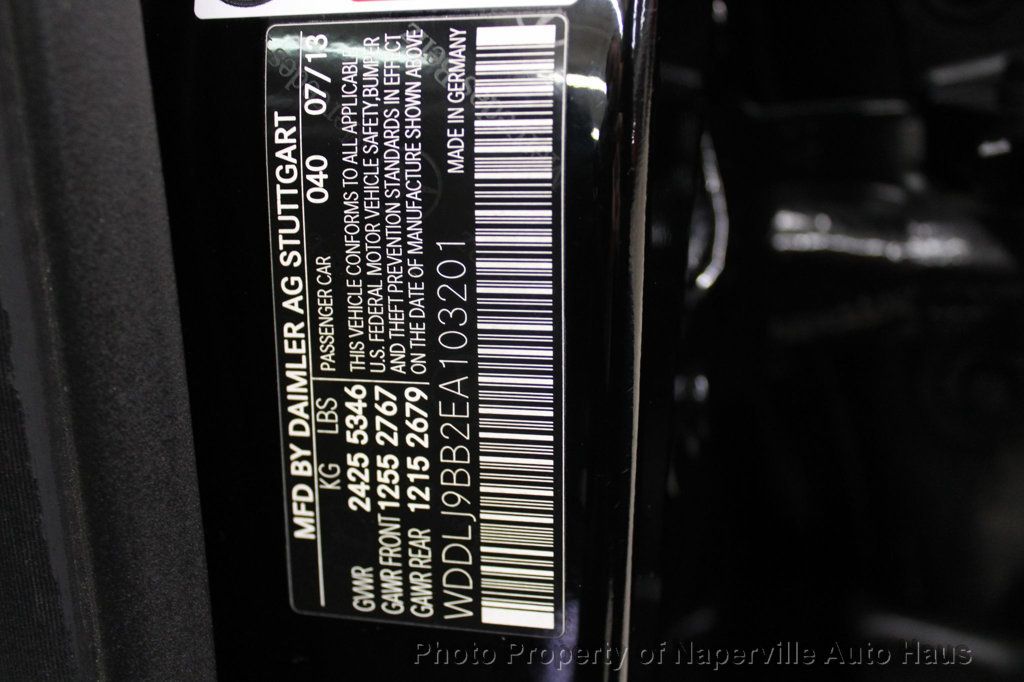 MFD BY DAIMLER AG STUTTGART
KG LBS PASSENGER CAR 040 07/13
GVWR 2425 5346 THIS VEHICLE CONFORMS TO ALL APPLICABLE
GAWR FRONT 1255 2767 U.S. FEDERAL MOTOR VEHICLE SAFETY,BUMPER
GAWR REAR 1215 2679 AND THEFT PREVENTION STANDARDS IN EFFECT
ON THE DATE OF MANUFACTURE SHOWN ABOVE
WDDLJ9BB2EA103201 MADE IN GERMANY
Photo Property of Naperville Auto Haus